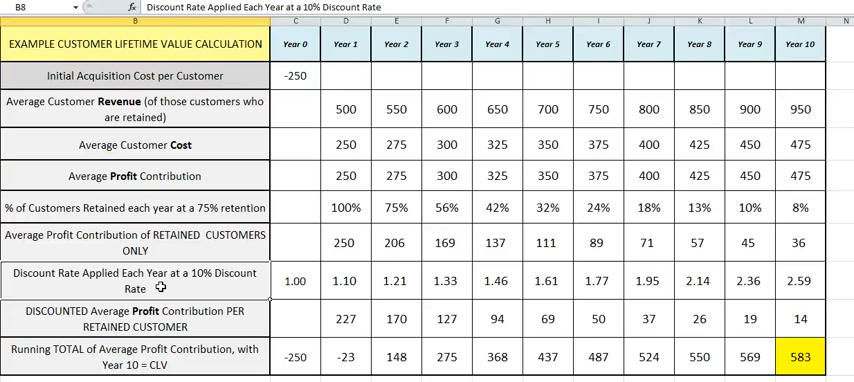 B8 fx Discount Rate Applied Each Year at a 10% Discount Rate
B C D E F G H I J K L M N
EXAMPLE CUSTOMER LIFETIME VALUE CALCULATION Year 0 Year 1 Year 2 Year 3 Year 4 Year 5 Year 6 Year 7 Year 8 Year 9 Year 10
Initial Acquisition Cost per Customer -250
Average Customer Revenue (of those customers who
are retained) 500 550 600 650 700 750 800 850 900 950
Average Customer Cost 250 275 300 325 350 375 400 425 450 475
Average Profit Contribution 250 275 300 325 350 375 400 425 450 475
% of Customers Retained each year at a 75% retention 100% 75% 56% 42% 32% 24% 18% 13% 10% 8%
Average Profit Contribution of RETAINED CUSTOMERS
ONLY 250 206 169 137 111 89 71 57 45 36
Discount Rate Applied Each Year at a 10% Discount
Rate 1.00 1.10 1.21 1.33 1.46 1.61 1.77 1.95 2.14 2.36 2.59
DISCOUNTED Average Profit Contribution PER
RETAINED CUSTOMER 227 170 127 94 69 50 37 26 19 14
Running TOTAL of Average Profit Contribution, with
Year 10 = CLV -250 -23 148 275 368 437 487 524 550 569 583